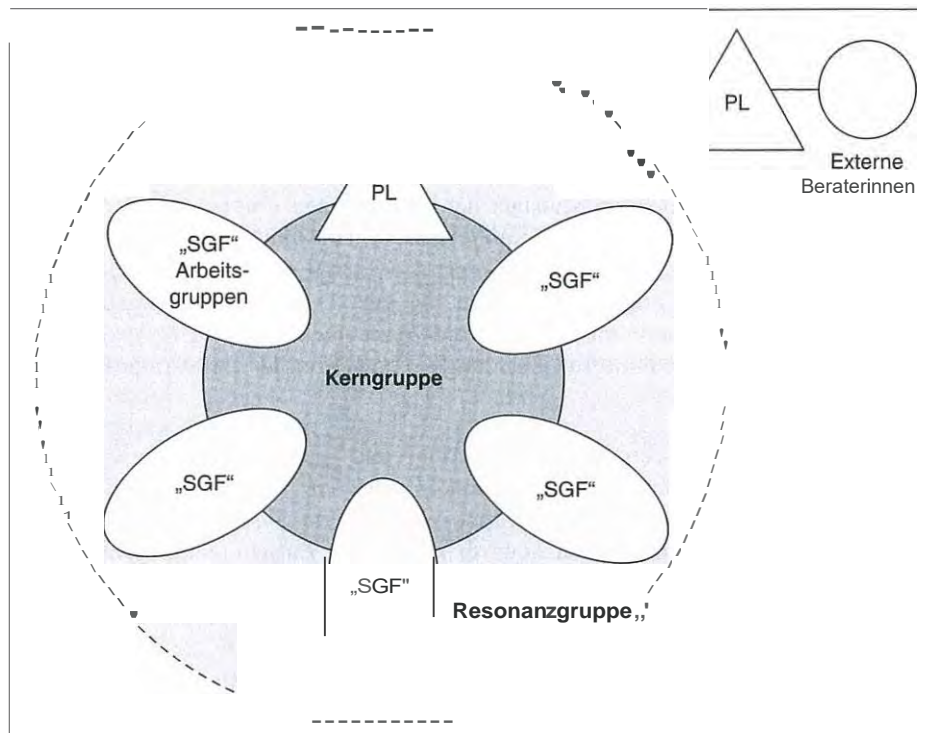 PL
Externe
Beraterinnen
PL
„SGF“
Arbeits-
gruppen
„SGF“
Kerngruppe
„SGF“
„SGF“
„SGF"
Resonanzgruppe